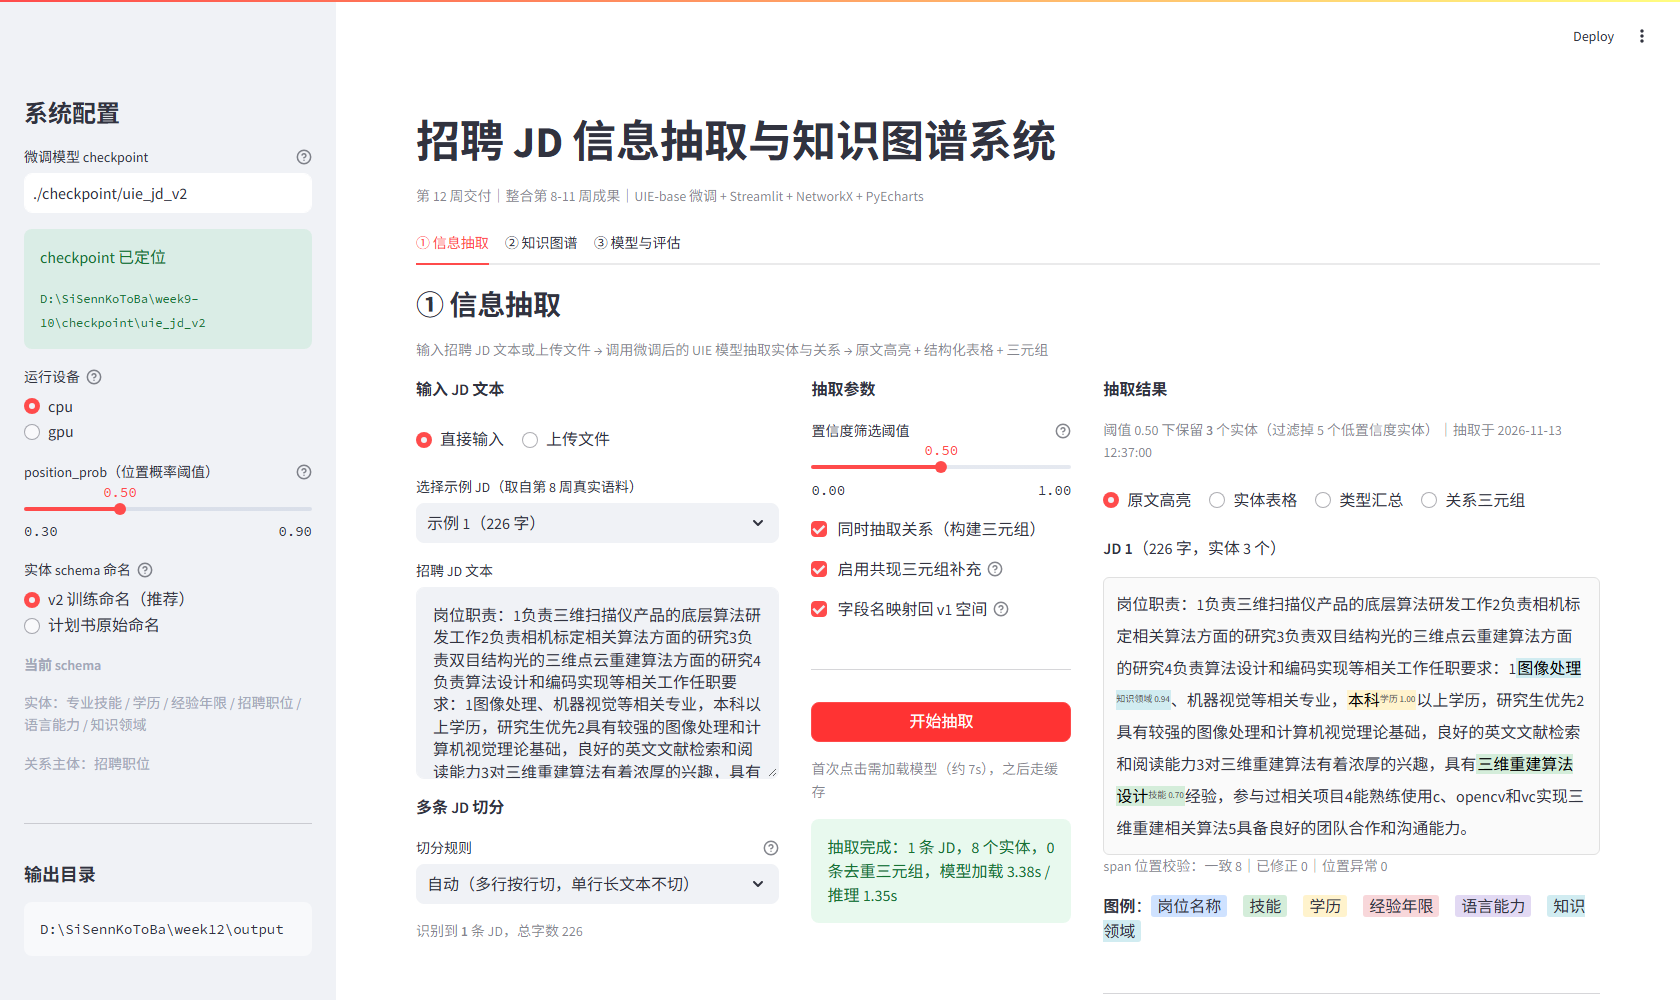 Deploy
系统配置
微调模型 checkpoint
./checkpoint/uie_jd_v2
checkpoint 已定位
D:\SiSennKoToBa\week9-
10\checkpoint\uie_jd_v2
运行设备
cpu
gpu
position_prob（位置概率阈值）
0.50
0.30
0.90
实体 schema 命名
v2 训练命名（推荐）
计划书原始命名
当前 schema
实体：专业技能 / 学历 / 经验年限 / 招聘职位 /
语言能力 / 知识领域
关系主体：招聘职位
输出目录
D:\SiSennKoToBa\week12\output
招聘 JD 信息抽取与知识图谱系统
第 12 周交付｜整合第 8-11 周成果｜UIE-base 微调 + Streamlit + NetworkX + PyEcharts
① 信息抽取
② 知识图谱
③ 模型与评估
① 信息抽取
输入招聘 JD 文本或上传文件 → 调用微调后的 UIE 模型抽取实体与关系 → 原文高亮 + 结构化表格 + 三元组
输入 JD 文本
直接输入
上传文件
选择示例 JD（取自第 8 周真实语料）
示例 1（226 字）
招聘 JD 文本
岗位职责：1负责三维扫描仪产品的底层算法研
发工作2负责相机标定相关算法方面的研究3负
责双目结构光的三维点云重建算法方面的研究4
负责算法设计和编码实现等相关工作任职要
求：1图像处理、机器视觉等相关专业，本科以
上学历，研究生优先2具有较强的图像处理和计
算机视觉理论基础，良好的英文文献检索和阅
读能力3对三维重建算法有着浓厚的兴趣，具有
多条 JD 切分
切分规则
自动（多行按行切，单行长文本不切）
识别到 1 条 JD，总字数 226
抽取参数
置信度筛选阈值
0.50
0.00
1.00
同时抽取关系（构建三元组）
启用共现三元组补充
字段名映射回 v1 空间
开始抽取
首次点击需加载模型（约 7s），之后走缓
存
抽取完成：1 条 JD，8 个实体，0
条去重三元组，模型加载 3.38s /
推理 1.35s
抽取结果
阈值 0.50 下保留 3 个实体（过滤掉 5 个低置信度实体）｜抽取于 2026-11-13
12:37:00
原文高亮
实体表格
类型汇总
关系三元组
JD 1（226 字，实体 3 个）
岗位职责：1负责三维扫描仪产品的底层算法研发工作2负责相机标
定相关算法方面的研究3负责双目结构光的三维点云重建算法方面
的研究4负责算法设计和编码实现等相关工作任职要求：1图像处理
知识领域 0.94、机器视觉等相关专业，本科学历 1.00以上学历，研究生优先2
具有较强的图像处理和计算机视觉理论基础，良好的英文文献检索
和阅读能力3对三维重建算法有着浓厚的兴趣，具有三维重建算法
设计技能 0.70经验，参与过相关项目4能熟练使用c、opencv和vc实现三
维重建相关算法5具备良好的团队合作和沟通能力。
span 位置校验：一致 8｜已修正 0｜位置异常 0
图例：岗位名称 技能 学历 经验年限 语言能力 知识
领域